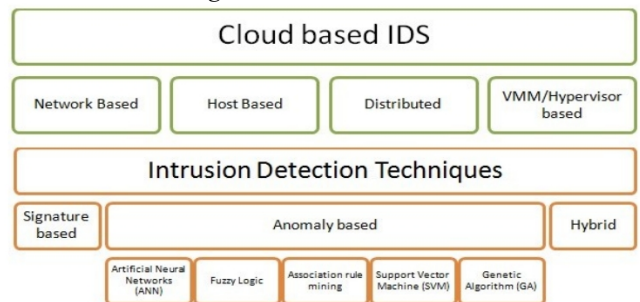 Cloud based IDS
Network Based
Host Based
Distributed
VMM/Hypervisor
based
Intrusion Detection Techniques
Signature
based
Anomaly based
Hybrid
Artificial Neural
Networks
(ANN)
Fuzzy Logic
Association rule
mining
Support Vector
Machine (SVM)
Genetic
Algorithm (GA)